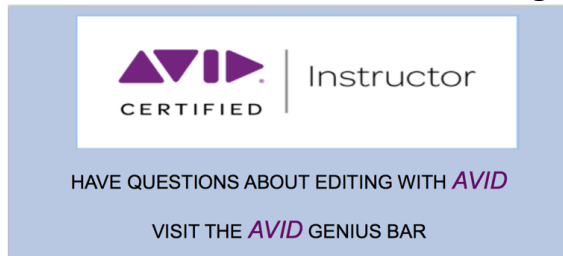 AVID
CERTIFIED
Instructor
HAVE QUESTIONS ABOUT EDITING WITH AVID
VISIT THE AVID GENIUS BAR